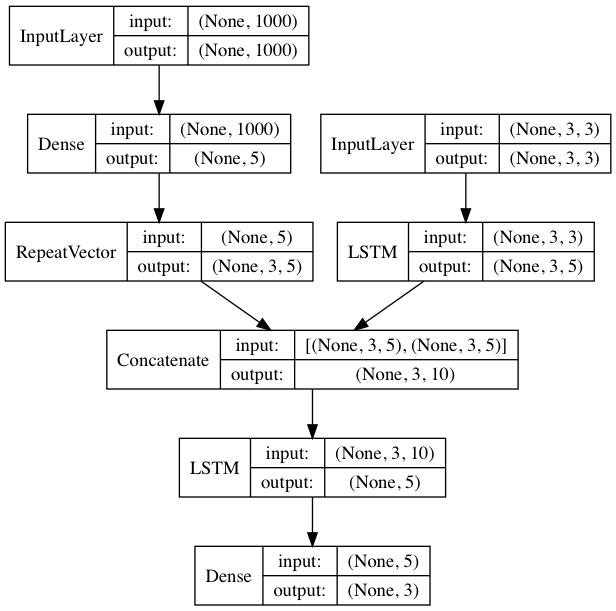 InputLayer
input: (None, 1000)
output: (None, 1000)
Dense
input: (None, 1000)
output: (None, 5)
InputLayer
input: (None, 3, 3)
output: (None, 3, 3)
RepeatVector
input: (None, 5)
output: (None, 3, 5)
LSTM
input: (None, 3, 3)
output: (None, 3, 5)
Concatenate
input: [(None, 3, 5), (None, 3, 5)]
output: (None, 3, 10)
LSTM
input: (None, 3, 10)
output: (None, 5)
Dense
input: (None, 5)
output: (None, 3)